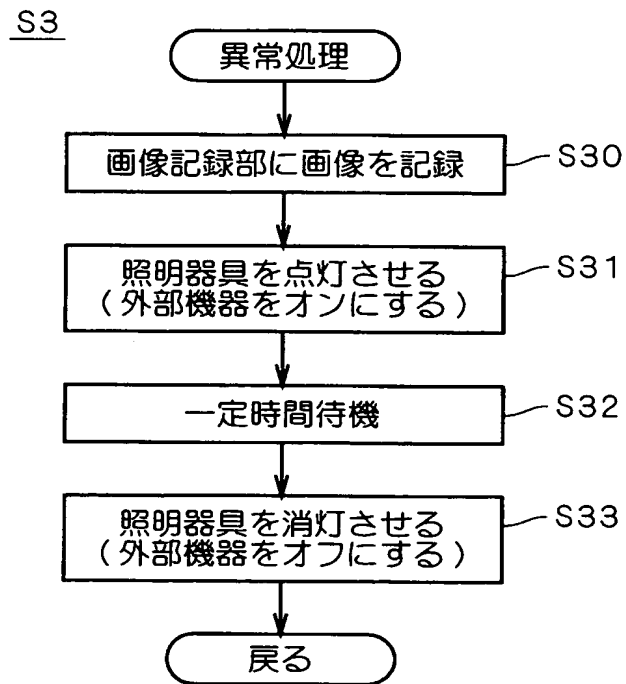 S3
異常処理
画像記録部に画像を記録
S30
照明器具を点灯させる
(外部機器をオンにする)
S31
一定時間待機
S32
照明器具を消灯させる
(外部機器をオフにする)
S33
戻る